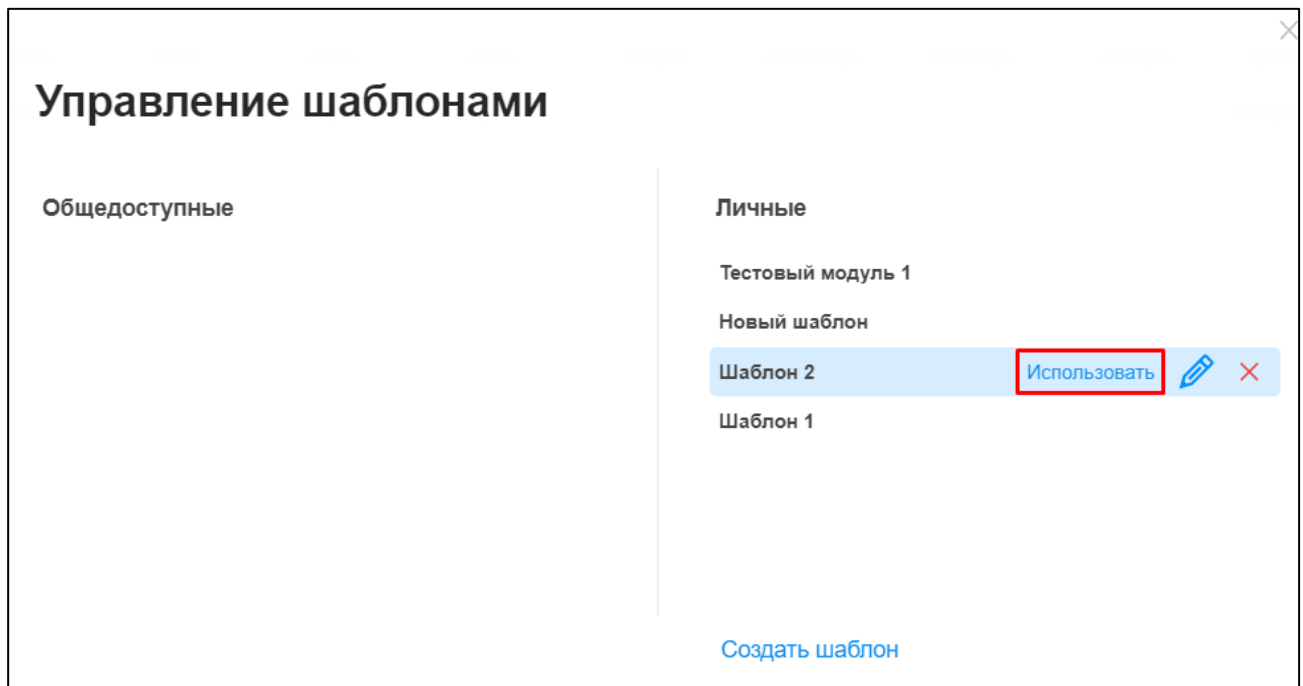 Управление шаблонами
Общедоступные
Личные
Тестовый модуль 1
Новый шаблон
Шаблон 2 Использовать
Шаблон 1
Создать шаблон